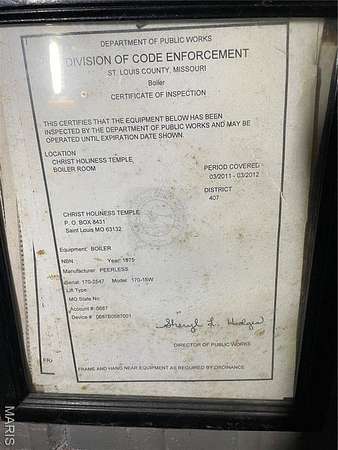 DEPARTMENT OF PUBLIC WORKS
DIVISION OF CODE ENFORCEMENT
ST. LOUIS COUNTY, MISSOURI
Boiler
CERTIFICATE OF INSPECTION
THIS CERTIFIES THAT THE EQUIPMENT BELOW HAS BEEN
INSPECTED BY THE DEPARTMENT OF PUBLIC WORKS AND MAY BE
OPERATED UNTIL EXPIRATION DATE SHOWN.
LOCATION
CHRIST HOLINESS TEMPLE
BOILER ROOM
PERIOD COVERED
03/2011 - 03/2012
DISTRICT
407
CHRIST HOLINESS TEMPLE
P. O. BOX 8431
Saint Louis MO 63132
Equipment: BOILER
NBN: Year: 1975
Manufacturer: PEERLESS
Serial: 170-2547 Model: 170-15W
Lift Type:
MO State No:
Account #: 0687
Device #:
Sheryl L. Hodges
DIRECTOR OF PUBLIC WORKS
FRAME AND HANG NEAR EQUIPMENT AS REQUIRED BY ORDINANCE
FRA
MARIS